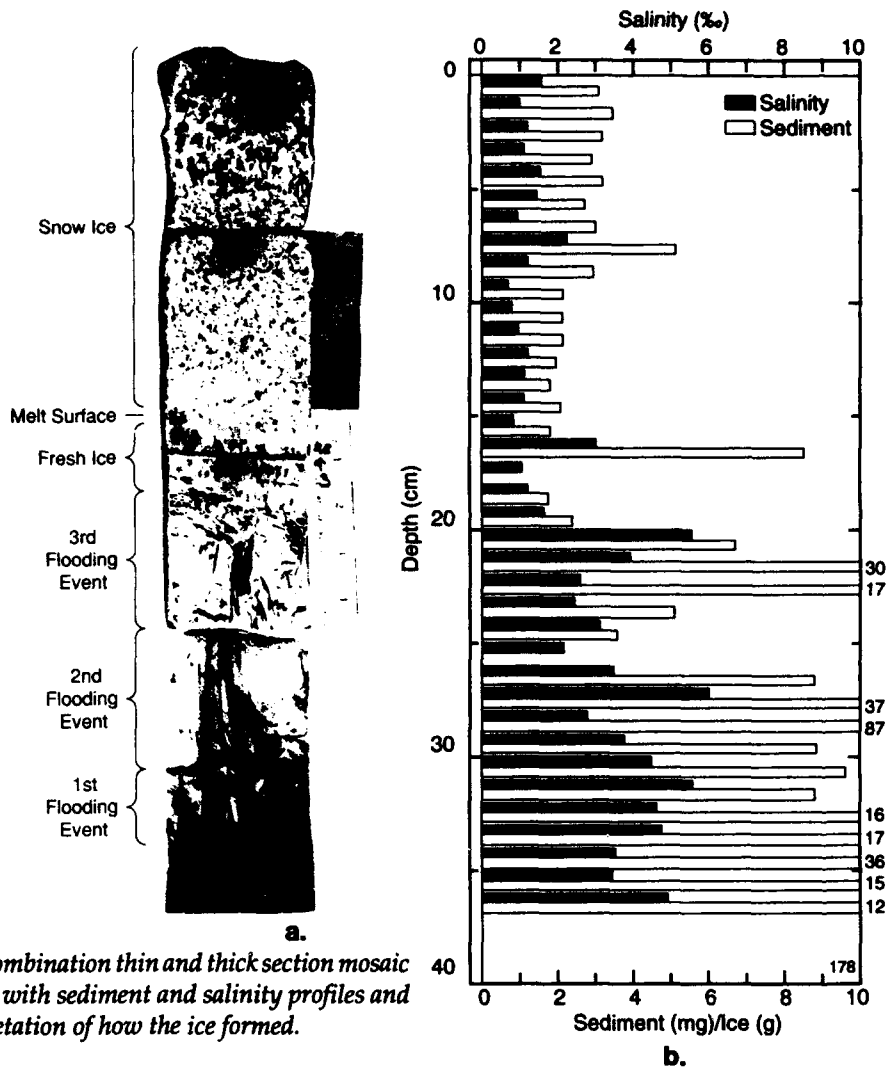 Snow Ice
Melt Surface
Fresh Ice
3rd
Flooding
Event
2nd
Flooding
Event
1st
Flooding
Event
a.
ombination thin and thick section mosaic
with sediment and salinity profiles and
etation of how the ice formed.
Salinity (‰)
0 2 4 6 8 10
Salinity
Sediment
Depth (cm)
0
10
20
30
40
30
17
37
87
16
17
36
15
12
178
0 2 4 6 8 10
Sediment (mg)/Ice (g)
b.